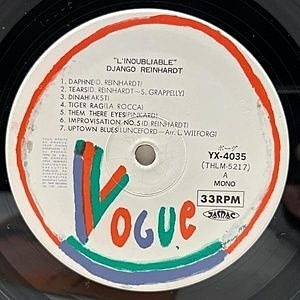 "L'INOUBLIABLE"
DJANGO REINHARDT
1. DAPHNE(D. REINHARDT)
2. TEARS(D. REINHARDT—S. GRAPPELLY)
3. DINAH(AKST)
4. TIGER RAG(LA ROCCA)
5. THEM THERE EYES(PINKARD)
6. IMPROVISATION NO.5(D. REINHARDT)
7. UPTOWN BLUES(LUNCEFORD—Arr. L. WIIFORG)
ボーグ
YX-4035
(THLM-5217)
A
MONO
VOGUE
33RPM
JASRAC